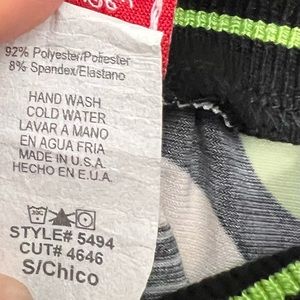 92% Polyester/Poliester
8% Spandex/Elastano
HAND WASH
COLD WATER
LAVAR A MANO
EN AGUA FRIA
MADE IN U.S.A.
HECHO EN E.U.A.
STYLE# 5494
CUT# 4646
S/Chico